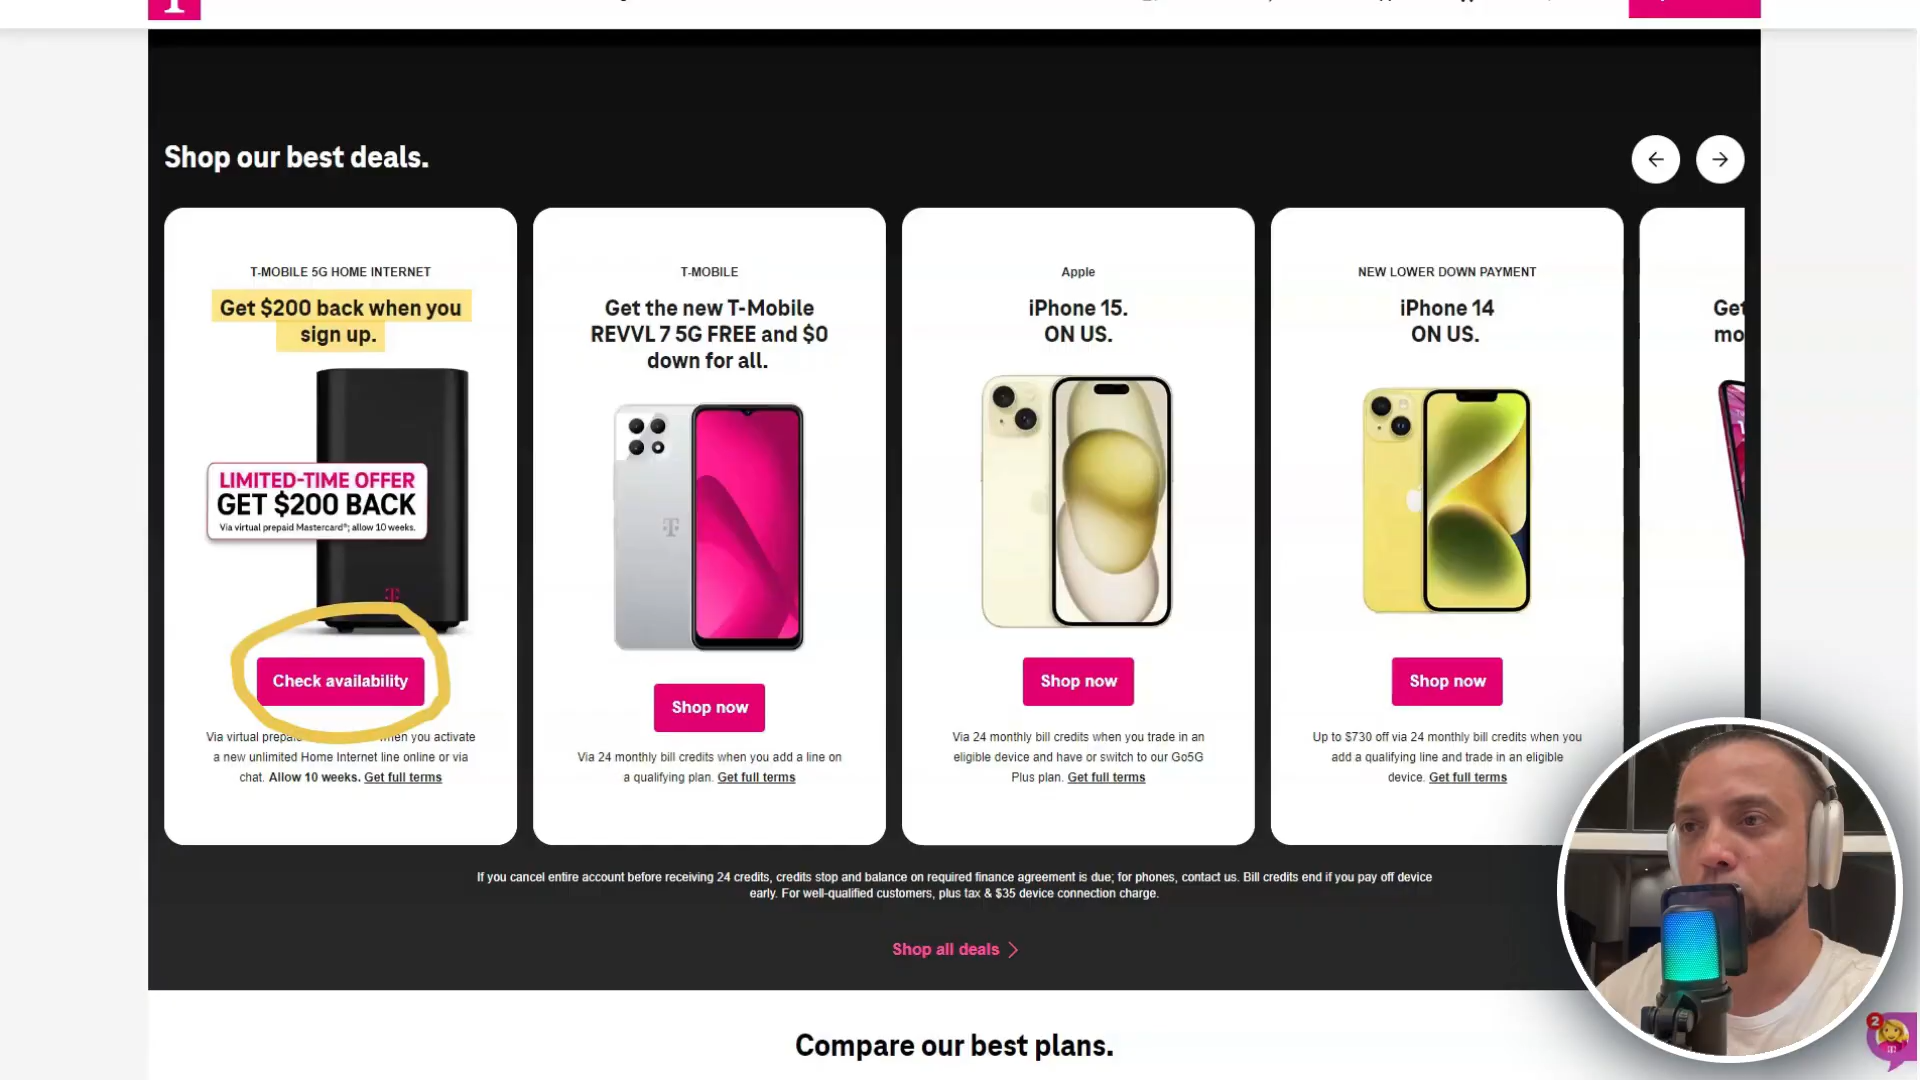 Shop our best deals.
T-MOBILE 5G HOME INTERNET
Get $200 back when you
sign up.
LIMITED-TIME OFFER
GET $200 BACK
Via virtual prepaid Mastercard®; allow 10 weeks.
Check availability
Via virtual prepaid when you activate
a new unlimited Home Internet line online or via
chat. Allow 10 weeks. Get full terms
T-MOBILE
Get the new T-Mobile
REVVL 7 5G FREE and $0
down for all.
Shop now
Via 24 monthly bill credits when you add a line on
a qualifying plan. Get full terms
Apple
iPhone 15.
ON US.
Shop now
Via 24 monthly bill credits when you trade in an
eligible device and have or switch to our Go5G
Plus plan. Get full terms
NEW LOWER DOWN PAYMENT
iPhone 14
ON US.
Shop now
Up to $730 off via 24 monthly bill credits when you
add a qualifying line and trade in an eligible
device. Get full terms
Get
mo
If you cancel entire account before receiving 24 credits, credits stop and balance on required finance agreement is due; for phones, contact us. Bill credits end if you pay off device
early. For well-qualified customers, plus tax & $35 device connection charge.
Shop all deals
Compare our best plans.
2